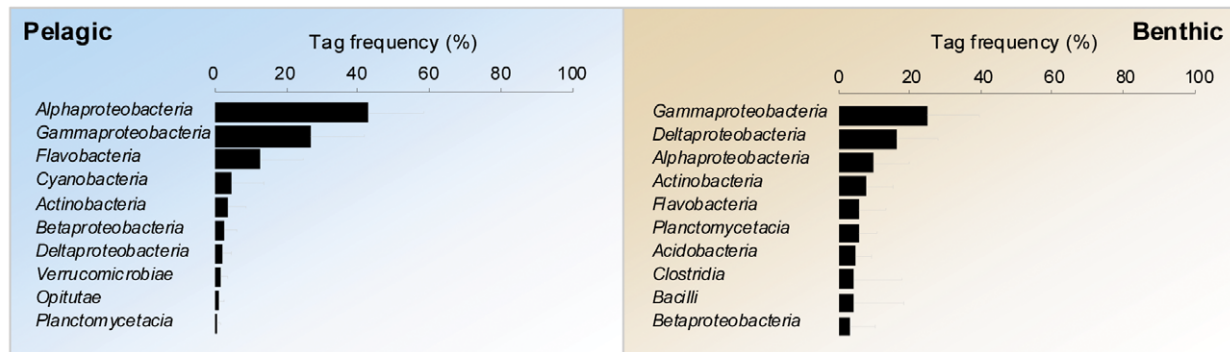 Pelagic
Tag frequency (%)
0 20 40 60 80 100
Alphaproteobacteria
Gammaproteobacteria
Flavobacteria
Cyanobacteria
Actinobacteria
Betaproteobacteria
Deltaproteobacteria
Verrucomicrobiae
Opitutae
Planctomycetacia
Benthic
Tag frequency (%)
0 20 40 60 80 100
Gammaproteobacteria
Deltaproteobacteria
Alphaproteobacteria
Actinobacteria
Flavobacteria
Planctomycetacia
Acidobacteria
Clostridia
Bacilli
Betaproteobacteria